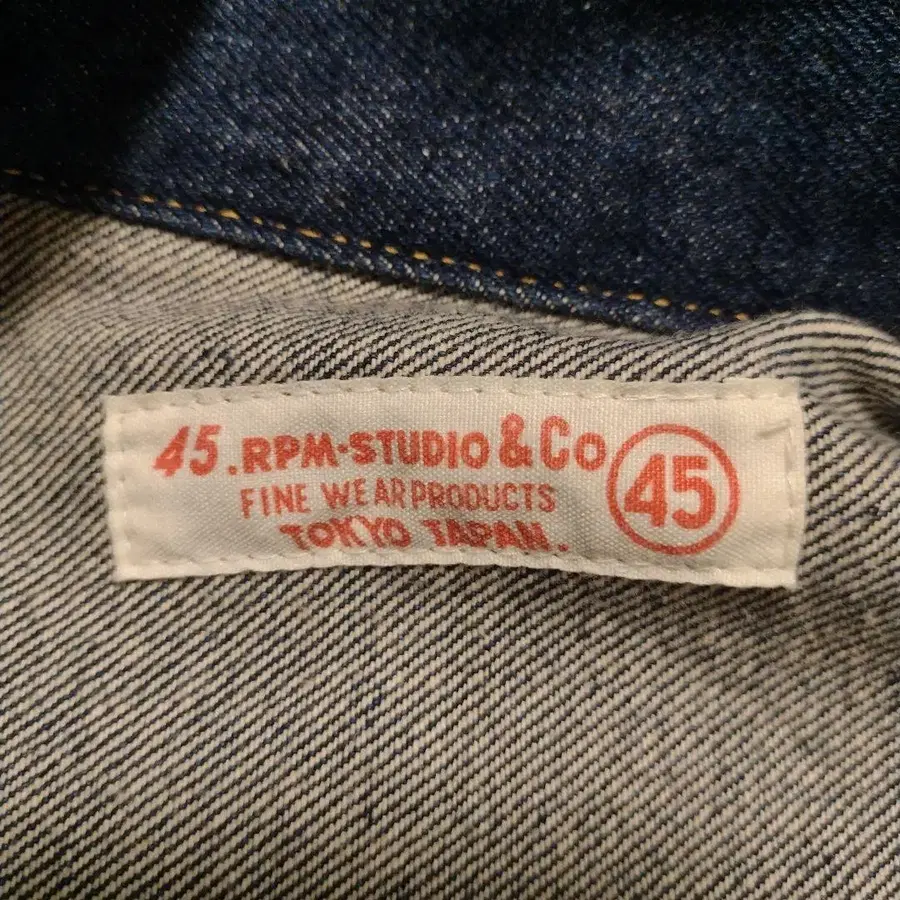 45.RPM-STUDIO & Co
FINE WEAR PRODUCTS
TOKYO JAPAN.
45